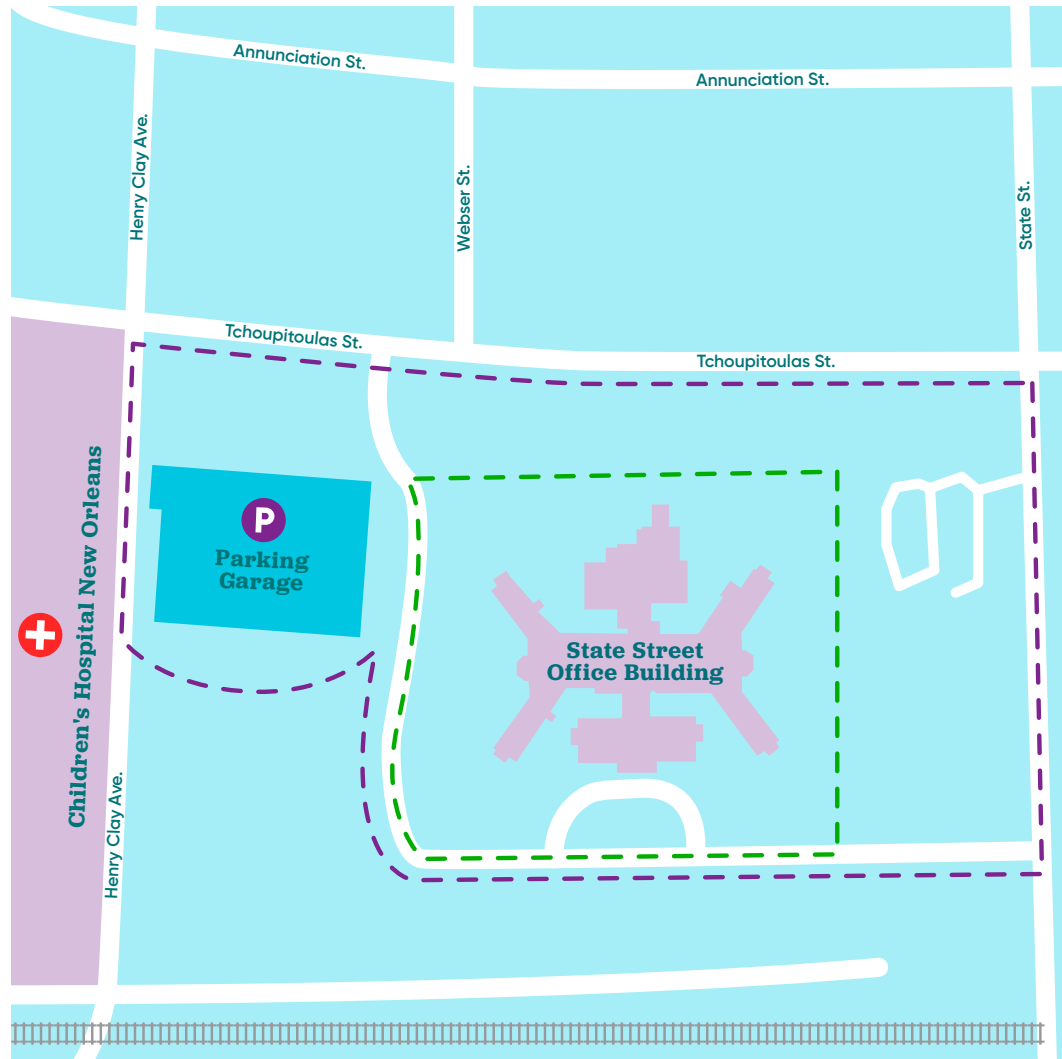 Annunciation St.
Annunciation St.
Henry Clay Ave.
Webser St.
State St.
Tchoupitoulas St.
Tchoupitoulas St.
Children's Hospital New Orleans
P
Parking
Garage
State Street
Office Building
Henry Clay Ave.